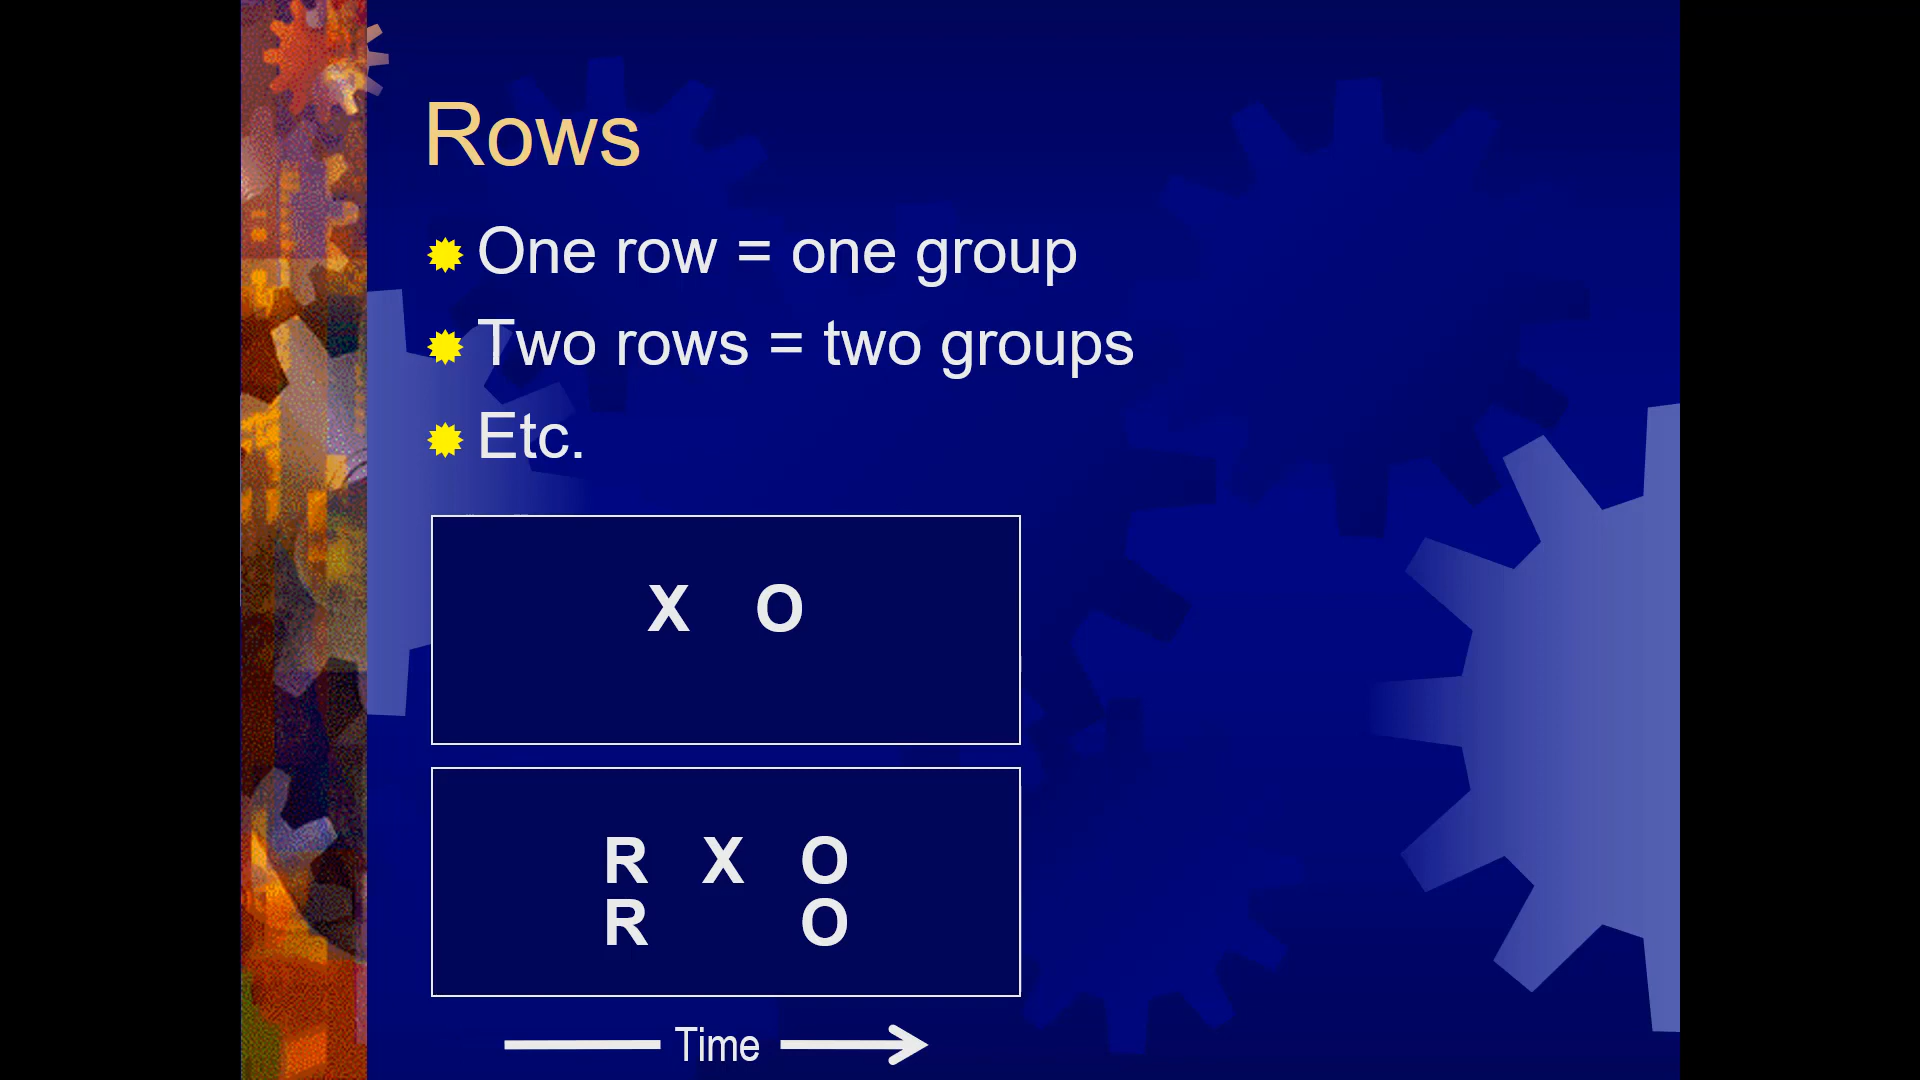 Rows
One row = one group
Two rows = two groups
Etc.
X O
R X O
R O
Time